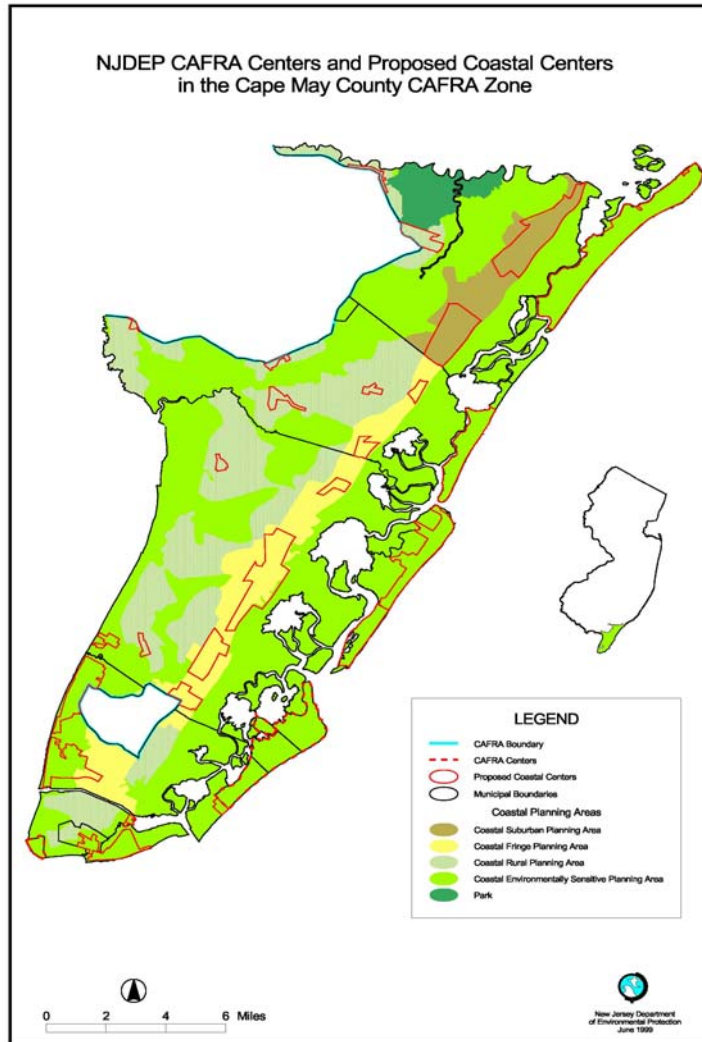 NJDEP CAFRA Centers and Proposed Coastal Centers
in the Cape May County CAFRA Zone
LEGEND
CAFRA Boundary
CAFRA Centers
Proposed Coastal Centers
Municipal Boundaries
Coastal Planning Areas
Coastal Suburban Planning Area
Coastal Fringe Planning Area
Coastal Rural Planning Area
Coastal Environmentally Sensitive Planning Area
Park
0 2 4 6 Miles
New Jersey Department
of Environmental Protection
June 1999